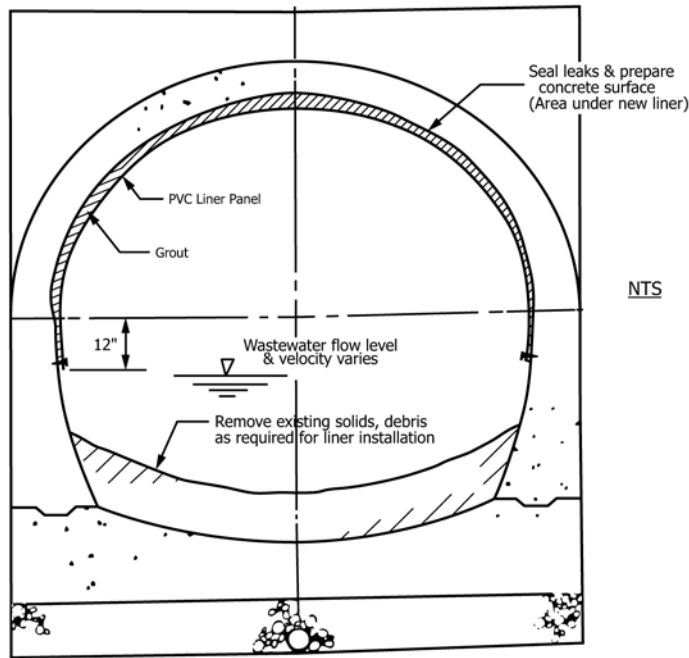 Seal leaks & prepare
concrete surface
(Area under new liner)
PVC Liner Panel
Grout
NTS
12"
Wastewater flow level
& velocity varies
Remove existing solids, debris
as required for liner installation